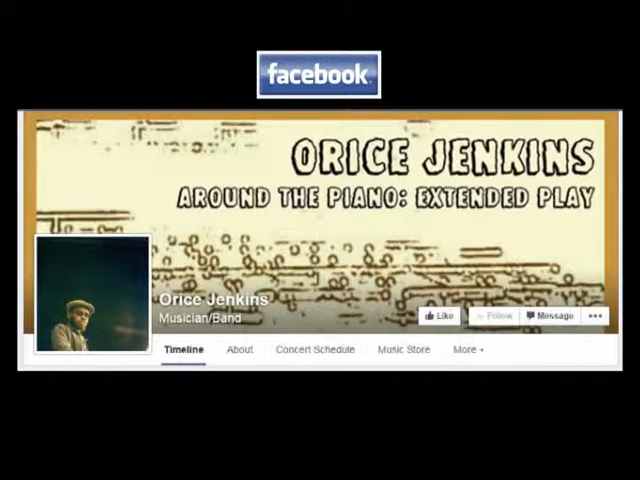 facebook
ORICE JENKINS
AROUND THE PIANO: EXTENDED PLAY
Orice Jenkins
Musician/Band
Like
Follow
Message
Timeline About Concert Schedule Music Store More